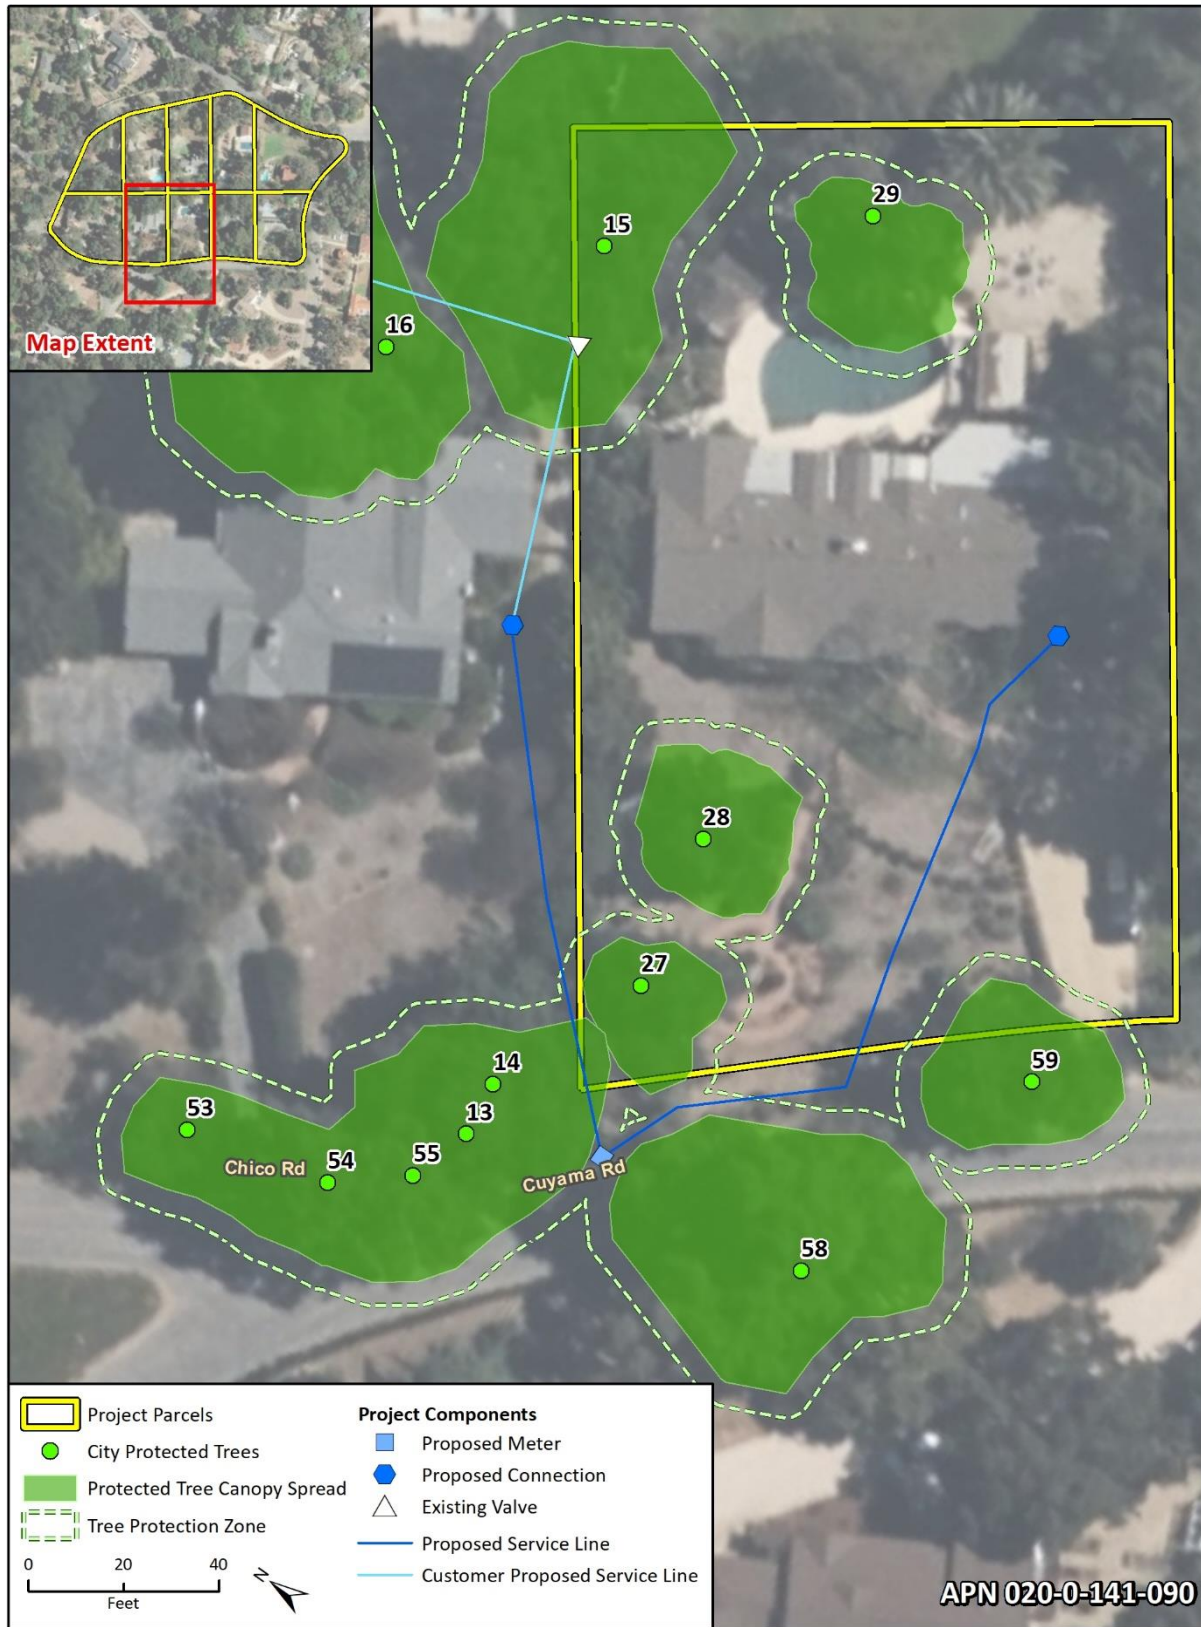 Map Extent
15
29
16
28
27
14
59
13
53
55
54
Chico Rd
Cuyama Rd
58
Project Parcels
City Protected Trees
Protected Tree Canopy Spread
Tree Protection Zone
0 20 40
Feet
N
Project Components
Proposed Meter
Proposed Connection
Existing Valve
Proposed Service Line
Customer Proposed Service Line
APN 020-0-141-090